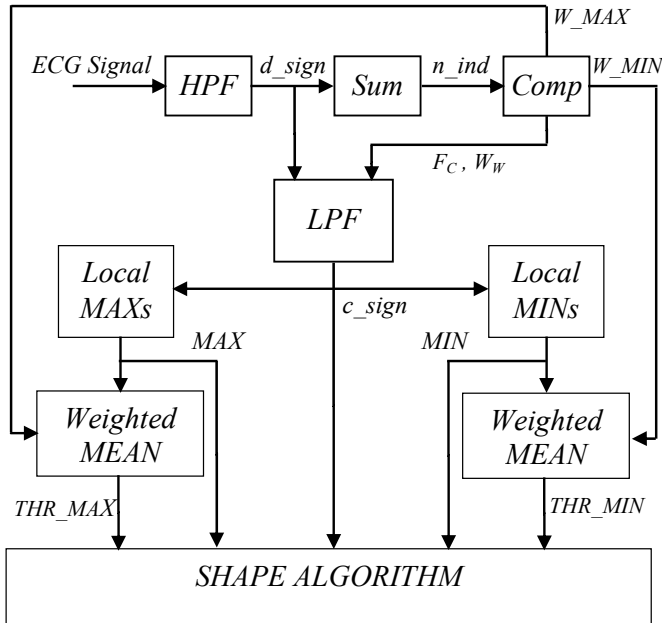 W_MAX
ECG Signal
d_sign
n_ind
W_MIN
HPF
Sum
Comp
F_C , W_W
LPF
Local
MAXs
Local
MINs
c_sign
MAX
MIN
Weighted
MEAN
Weighted
MEAN
THR_MAX
THR_MIN
SHAPE ALGORITHM